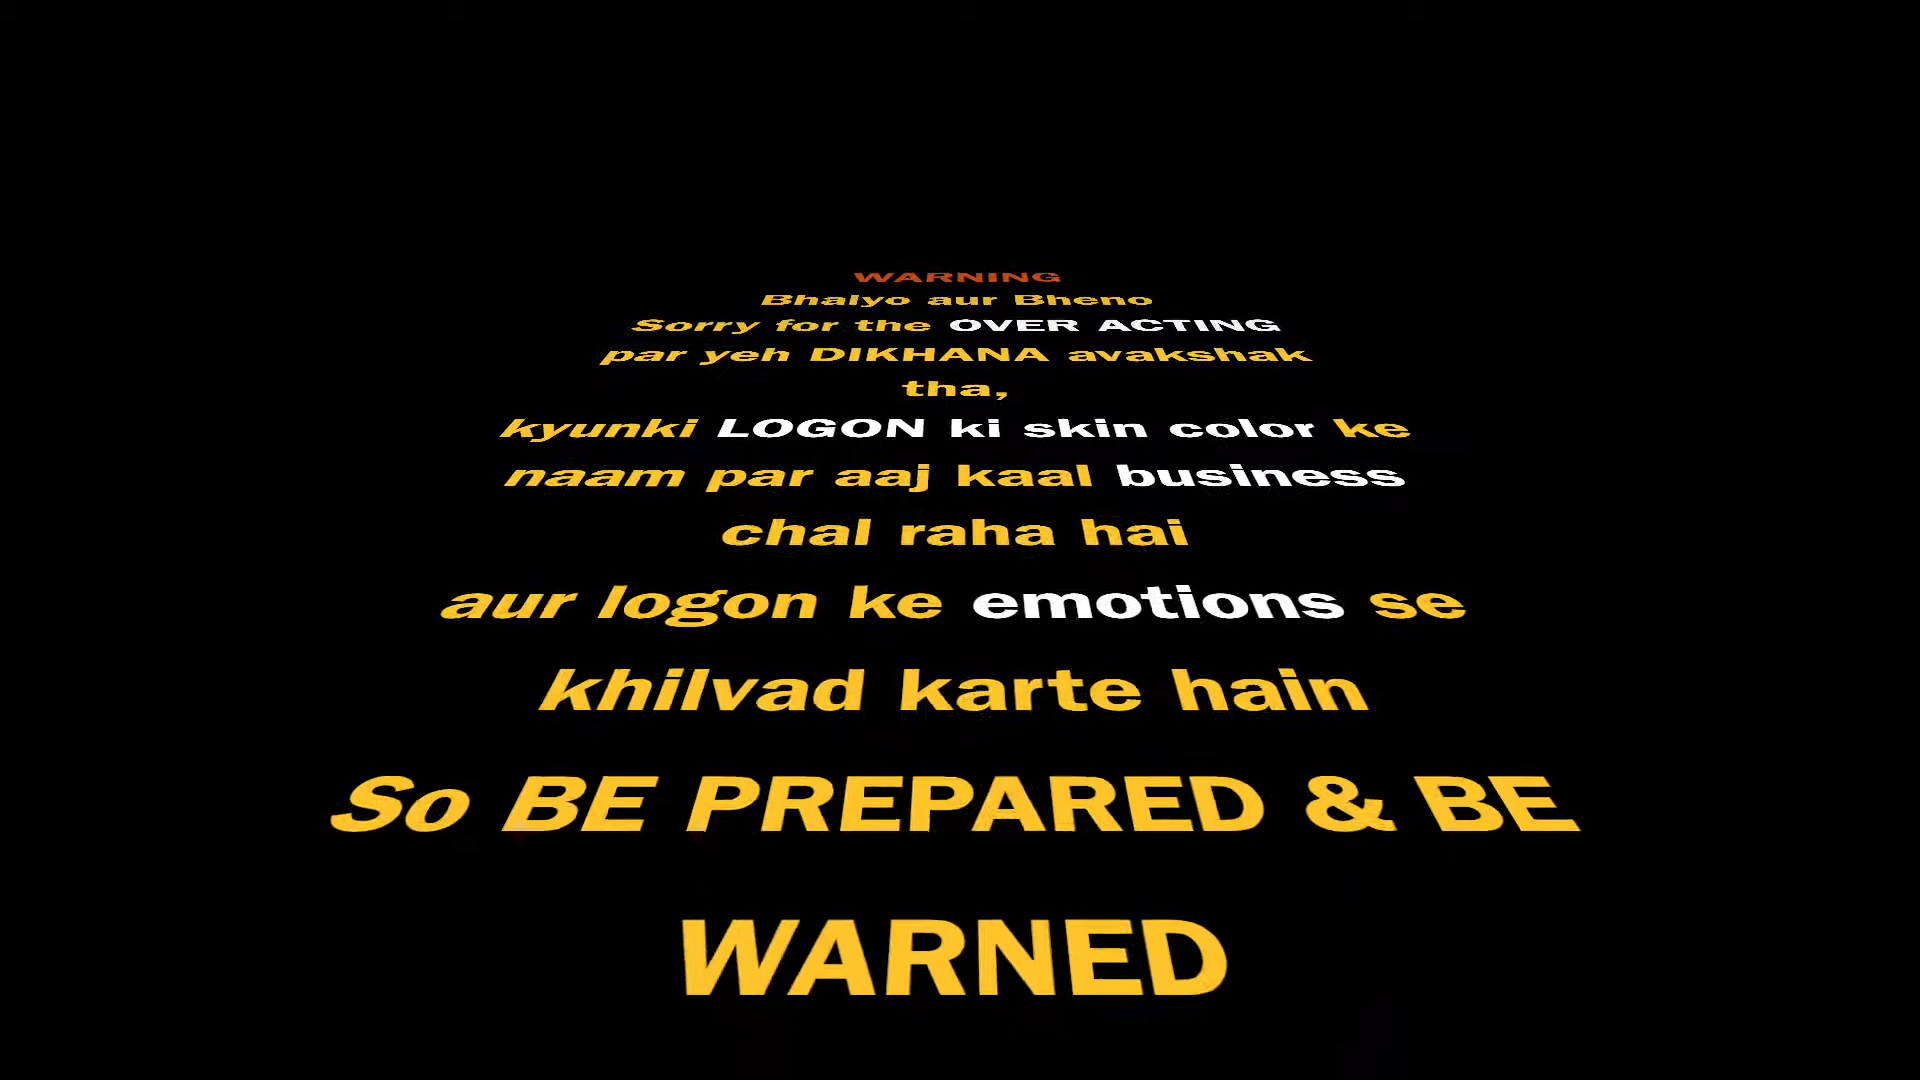 WARNING
Bhaiyo aur Bheno
Sorry for the OVER ACTING
par yeh DIKHANA avakshak
tha,
kyunki LOGON ki skin color ke
naam par aaj kaal business
chal raha hai
aur logon ke emotions se
khilvad karte hain
So BE PREPARED & BE
WARNED